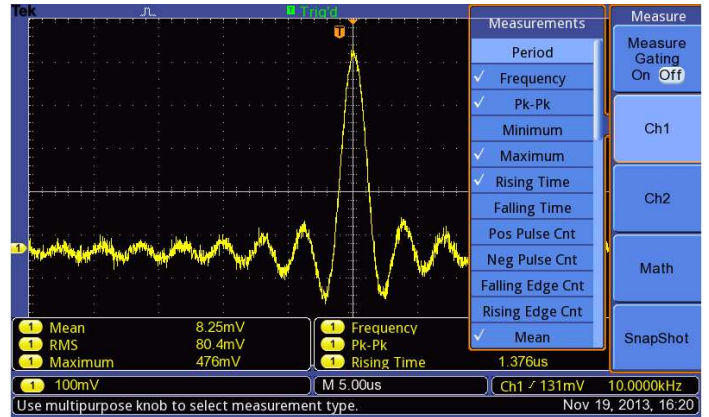 Tek
Trig'd
T
1
Measurements
Period
Frequency
Pk-Pk
Minimum
Maximum
Rising Time
Falling Time
Pos Pulse Cnt
Neg Pulse Cnt
Falling Edge Cnt
Rising Edge Cnt
Mean
Measure
Measure
Gating
On Off
Ch1
Ch2
Math
SnapShot
1 Mean 8.25mV
1 RMS 80.4mV
1 Maximum 476mV
1 Frequency
1 Pk-Pk
1 Rising Time 1.376us
1 100mV
M 5.00us
Ch1 131mV 10.0000kHz
Use multipurpose knob to select measurement type.
Nov 19, 2013, 16:20